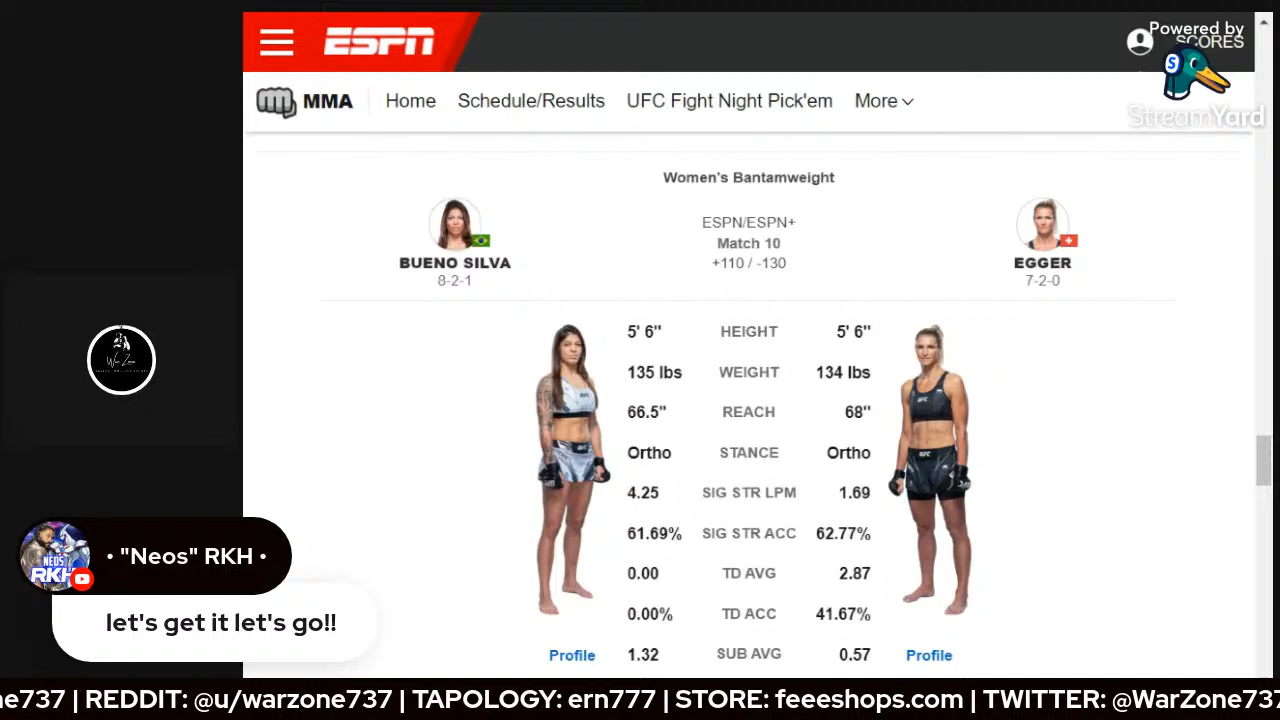 Powered by
SCORES
ESPN
StreamYard
MMA Home Schedule/Results UFC Fight Night Pick'em More
Women's Bantamweight
BUENO SILVA
8-2-1
ESPN/ESPN+
Match 10
+110 / -130
EGGER
7-2-0
5' 6" HEIGHT 5' 6"
135 lbs WEIGHT 134 lbs
66.5" REACH 68"
Ortho STANCE Ortho
4.25 SIG STR LPM 1.69
61.69% SIG STR ACC 62.77%
0.00 TD AVG 2.87
0.00% TD ACC 41.67%
Profile 1.32 SUB AVG 0.57 Profile
War Zone
NEOS
RKH
• "Neos" RKH •
let's get it let's go!!
ne737 | REDDIT: @u/warzone737 | TAPOLOGY: ern777 | STORE: feeeshops.com | TWITTER: @WarZone737